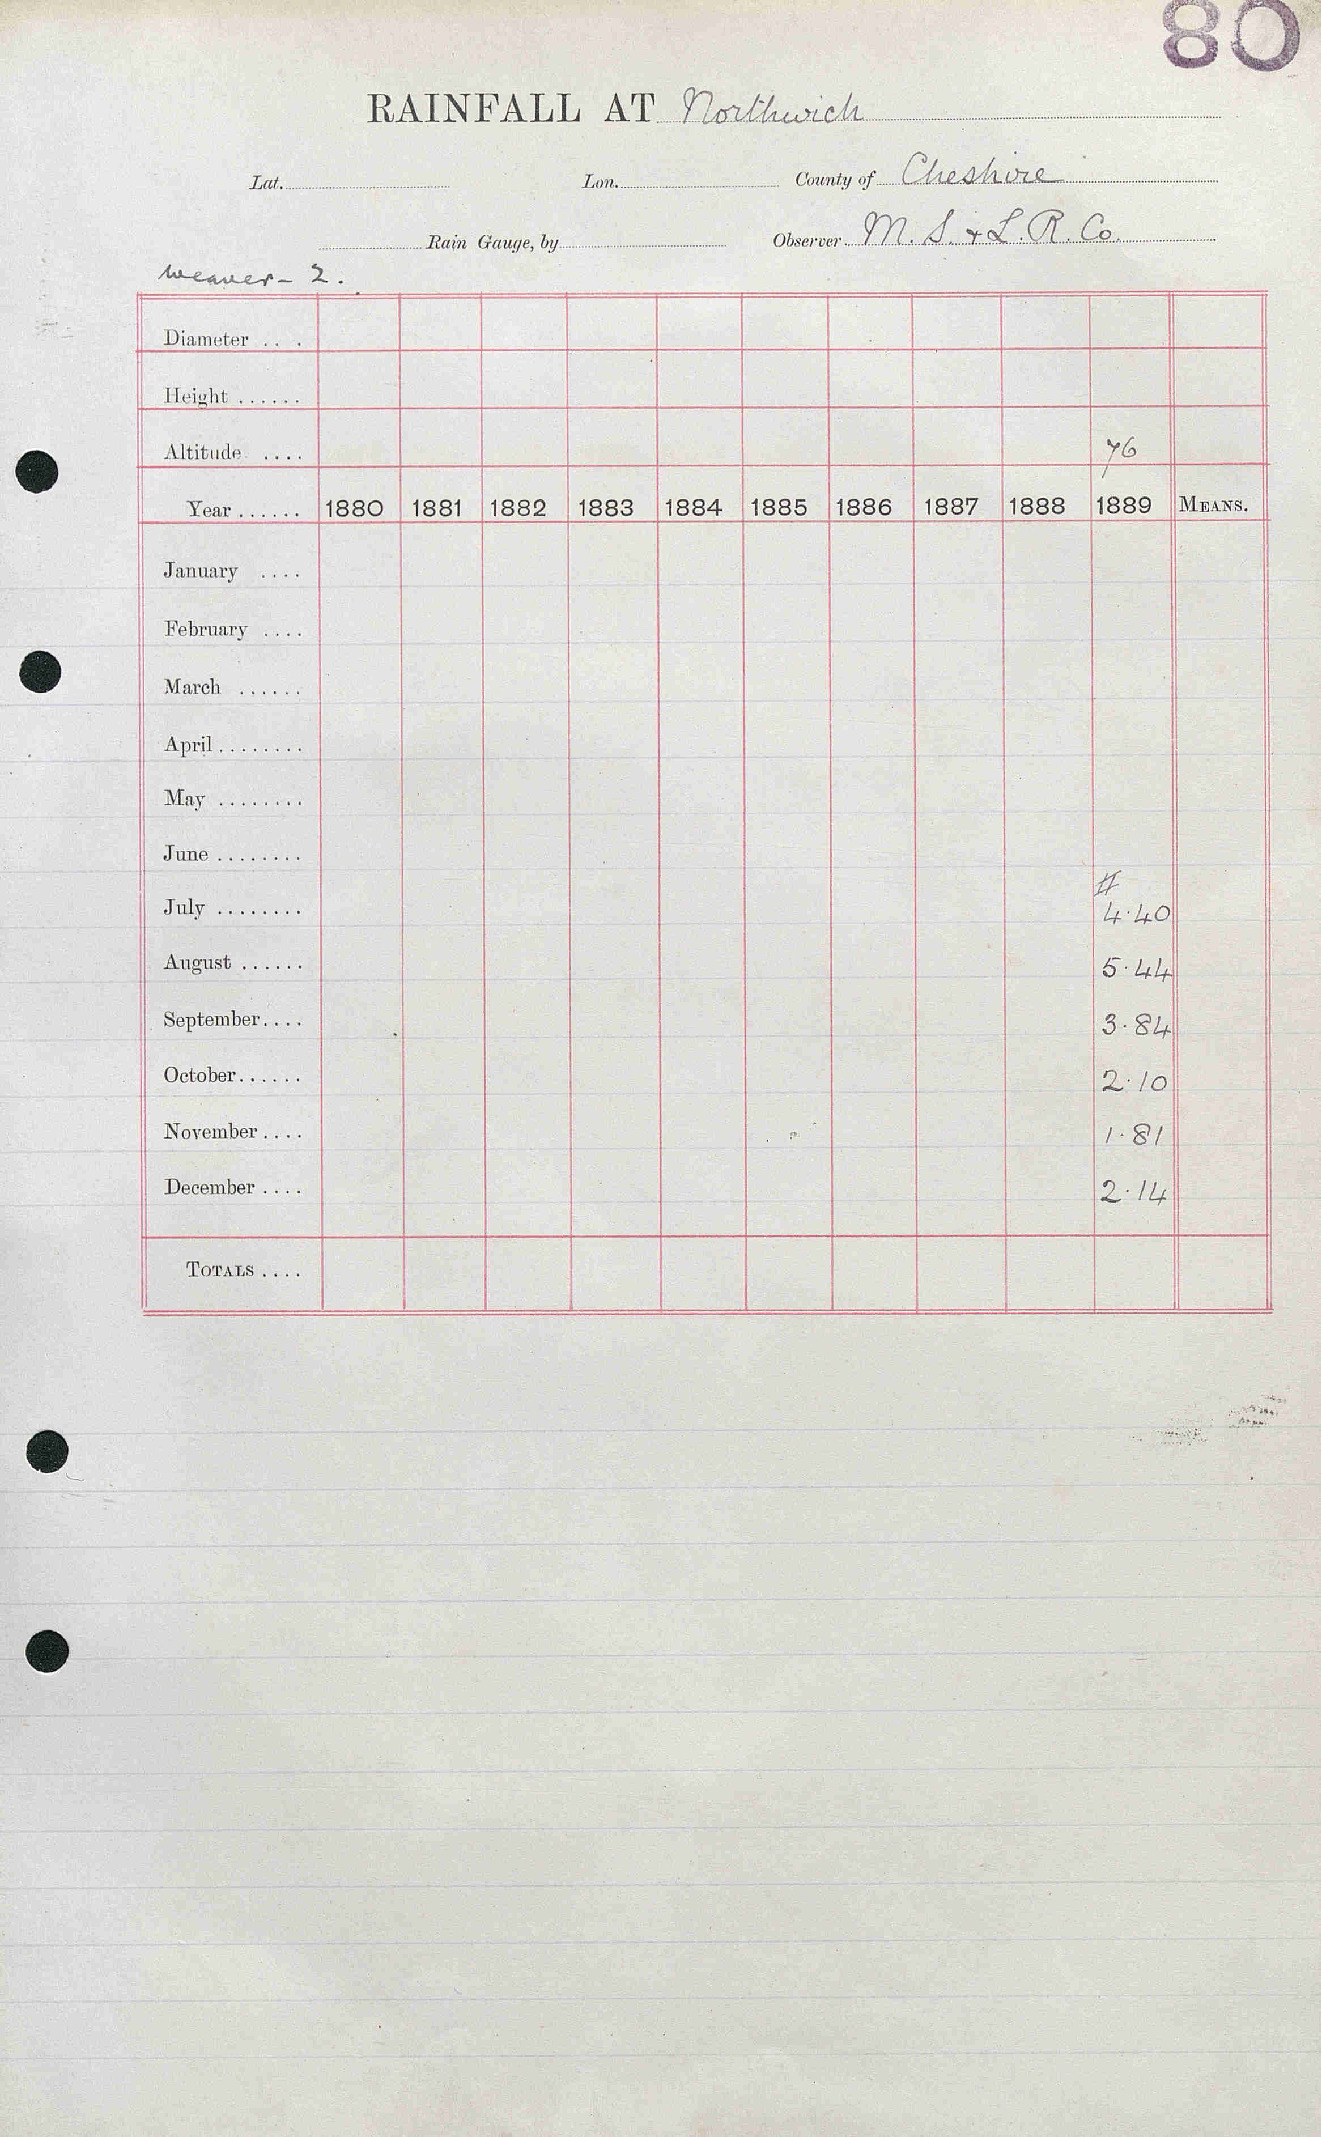 80
RAINFALL AT Northwich
Lat. Lon. County of Cheshire
Rain Gauge, by Observer M. S. & L. R. Co.
Weaver - 2.
Diameter ....
Height ......
Altitude .... 76
Year ...... 1880 1881 1882 1883 1884 1885 1886 1887 1888 1889 MEANS.
January ....
February ....
March ......
April ........
May ........
June ........
#
July ........ 4.40
August ...... 5.44
September.... 3.84
October...... 2.10
November .... 1.81
December .... 2.14
TOTALS ....